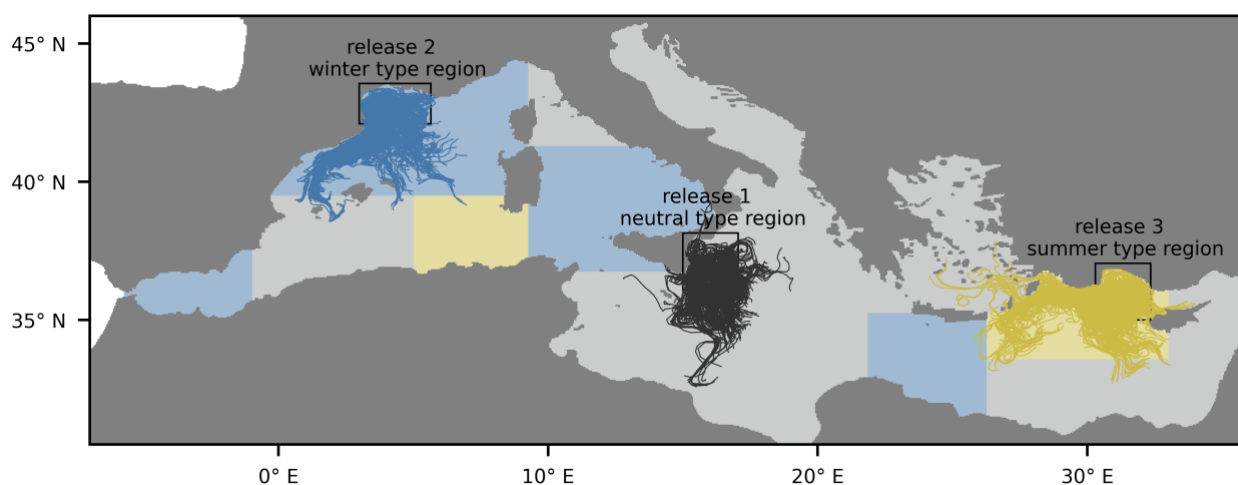 45° N
40° N
35° N
release 2
winter type region
release 1
neutral type region
release 3
summer type region
0° E
10° E
20° E
30° E